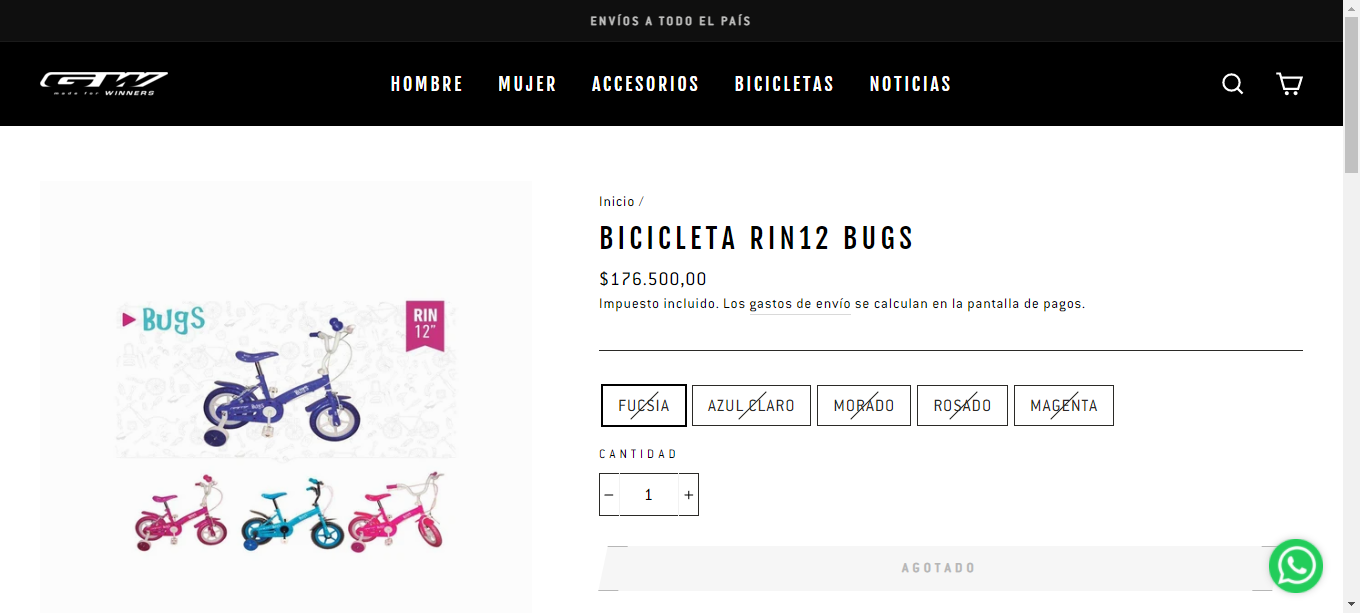 ENVÍOS A TODO EL PAÍS
GW
made for WINNERS
HOMBRE MUJER ACCESORIOS BICICLETAS NOTICIAS
Inicio /
BICICLETA RIN12 BUGS
$176.500,00
Impuesto incluido. Los gastos de envío se calculan en la pantalla de pagos.
BUGS
RIN
12"
BUGS
FUCSIA AZUL CLARO MORADO ROSADO MAGENTA
CANTIDAD
− 1 +
AGOTADO